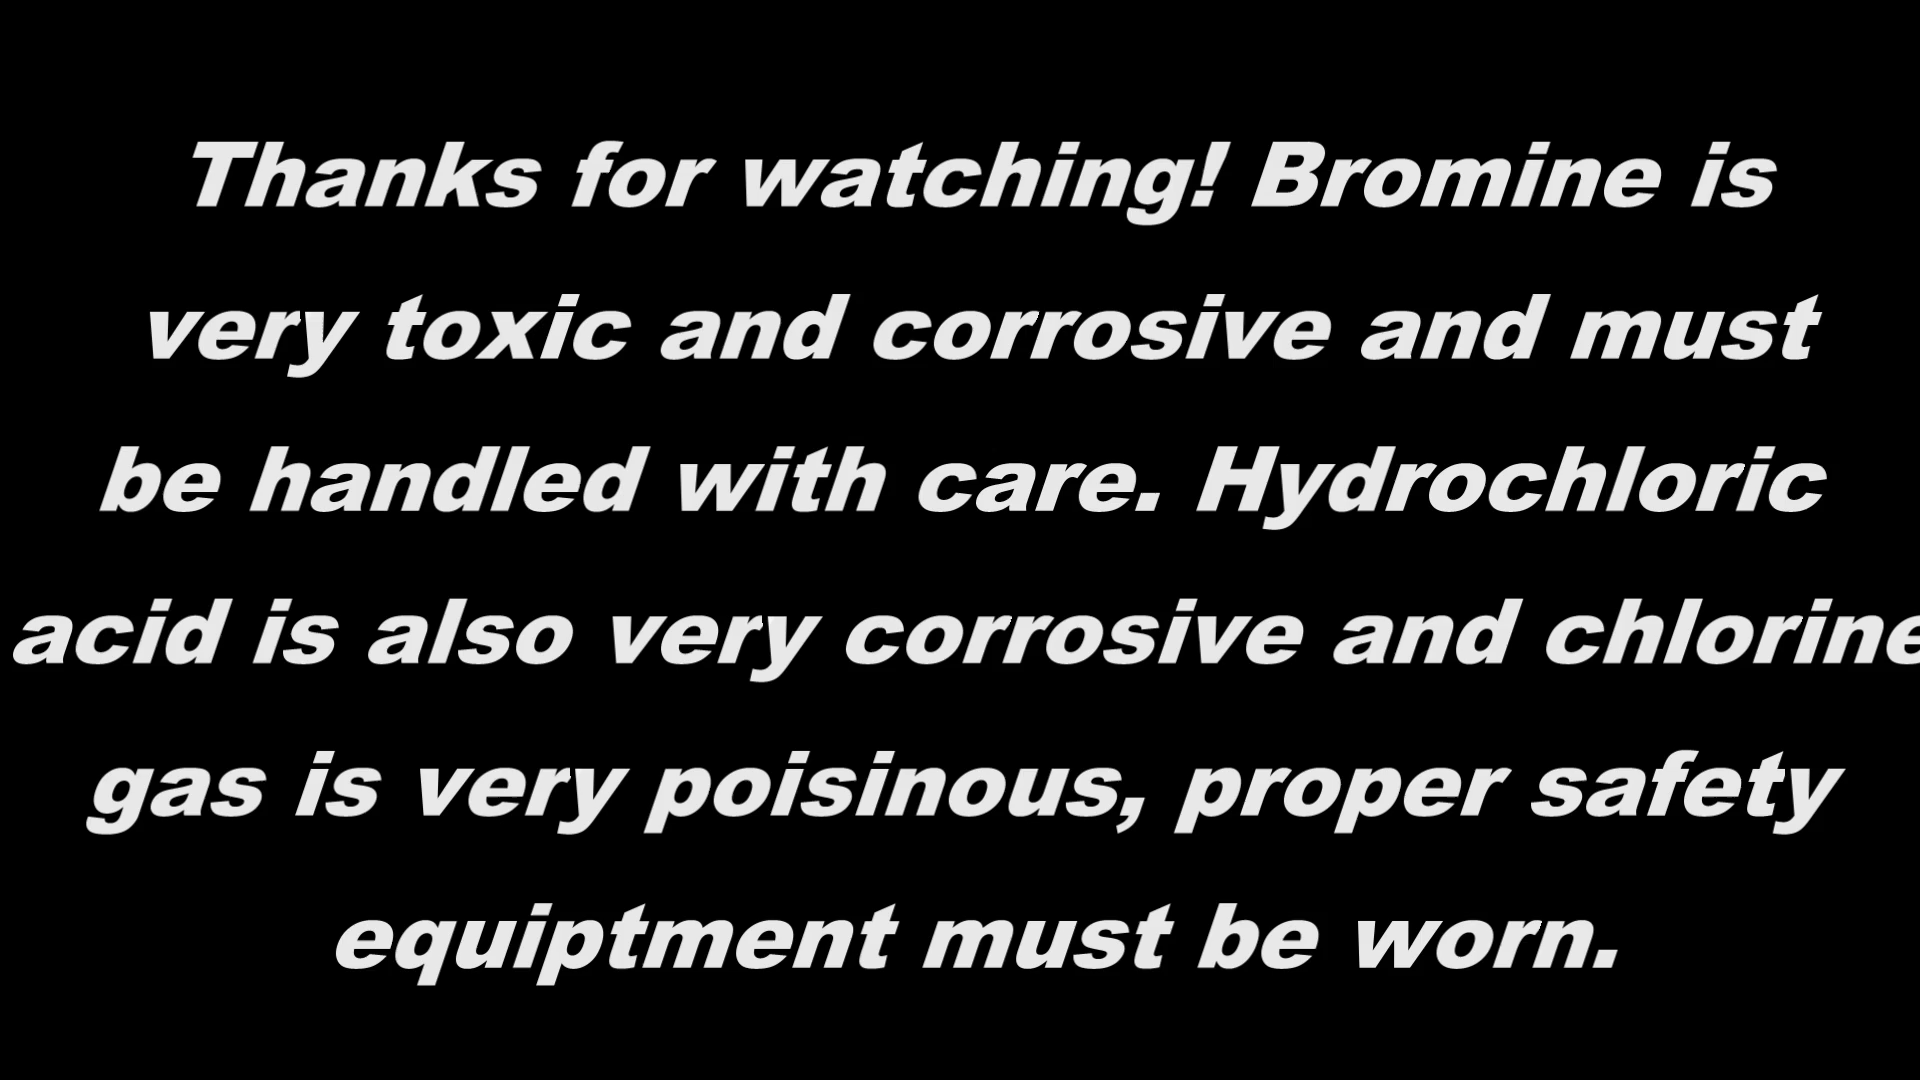 Thanks for watching! Bromine is
very toxic and corrosive and must
be handled with care. Hydrochloric
acid is also very corrosive and chlorine
gas is very poisinous, proper safety
equiptment must be worn.